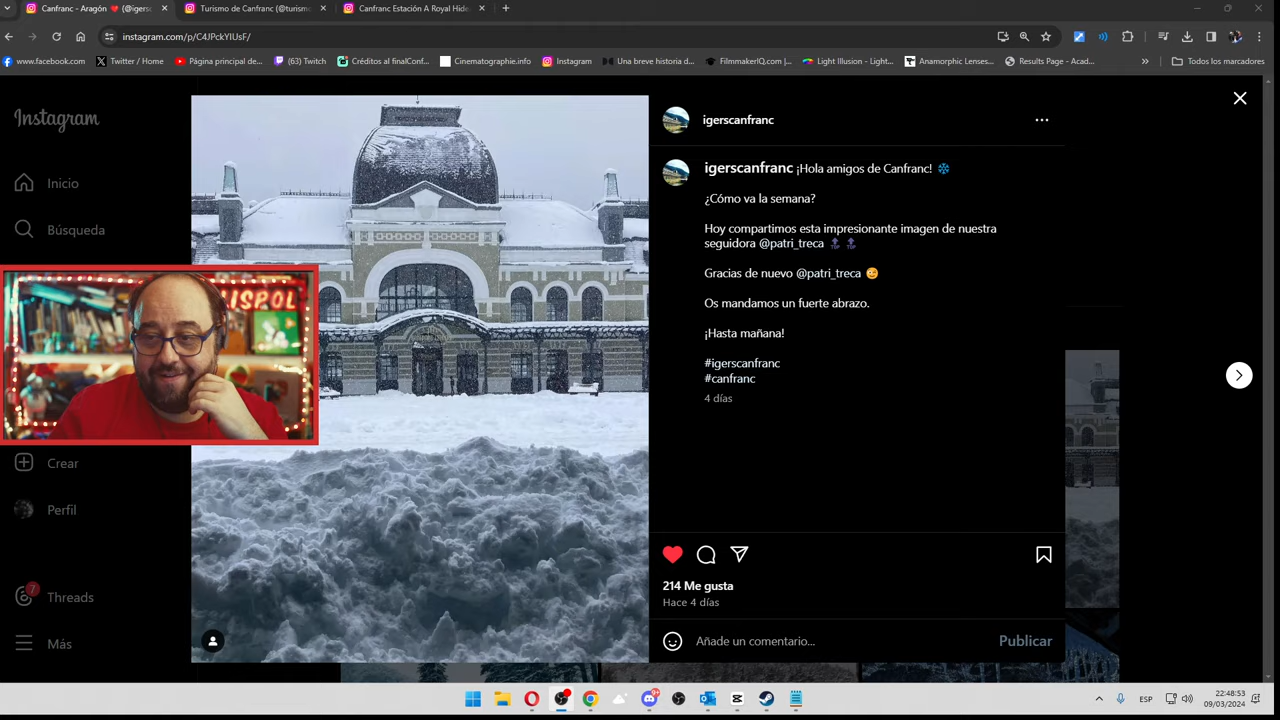 Canfranc - Aragón ❤️ (@igersc
Turismo de Canfranc (@turism
Canfranc Estación A Royal Hide
instagram.com/p/C4JPckYIUsF/
www.facebook.com
Twitter / Home
Página principal de...
(63) Twitch
Créditos al finalConf...
Cinematographie.info
Instagram
Una breve historia d...
FilmmakerIQ.com |...
Light Illusion - Light...
Anamorphic Lenses...
Results Page - Acad...
»
Todos los marcadores
Instagram
Inicio
Búsqueda
Crear
Perfil
7
Threads
Más
igerscanfranc
igerscanfranc ¡Hola amigos de Canfranc! ❄️
¿Cómo va la semana?
Hoy compartimos esta impresionante imagen de nuestra
seguidora @patri_treca
Gracias de nuevo @patri_treca 😊
Os mandamos un fuerte abrazo.
¡Hasta mañana!
#igerscanfranc
#canfranc
4 días
214 Me gusta
Hace 4 días
Añade un comentario...
Publicar
9+
ESP
22:48:53
09/03/2024